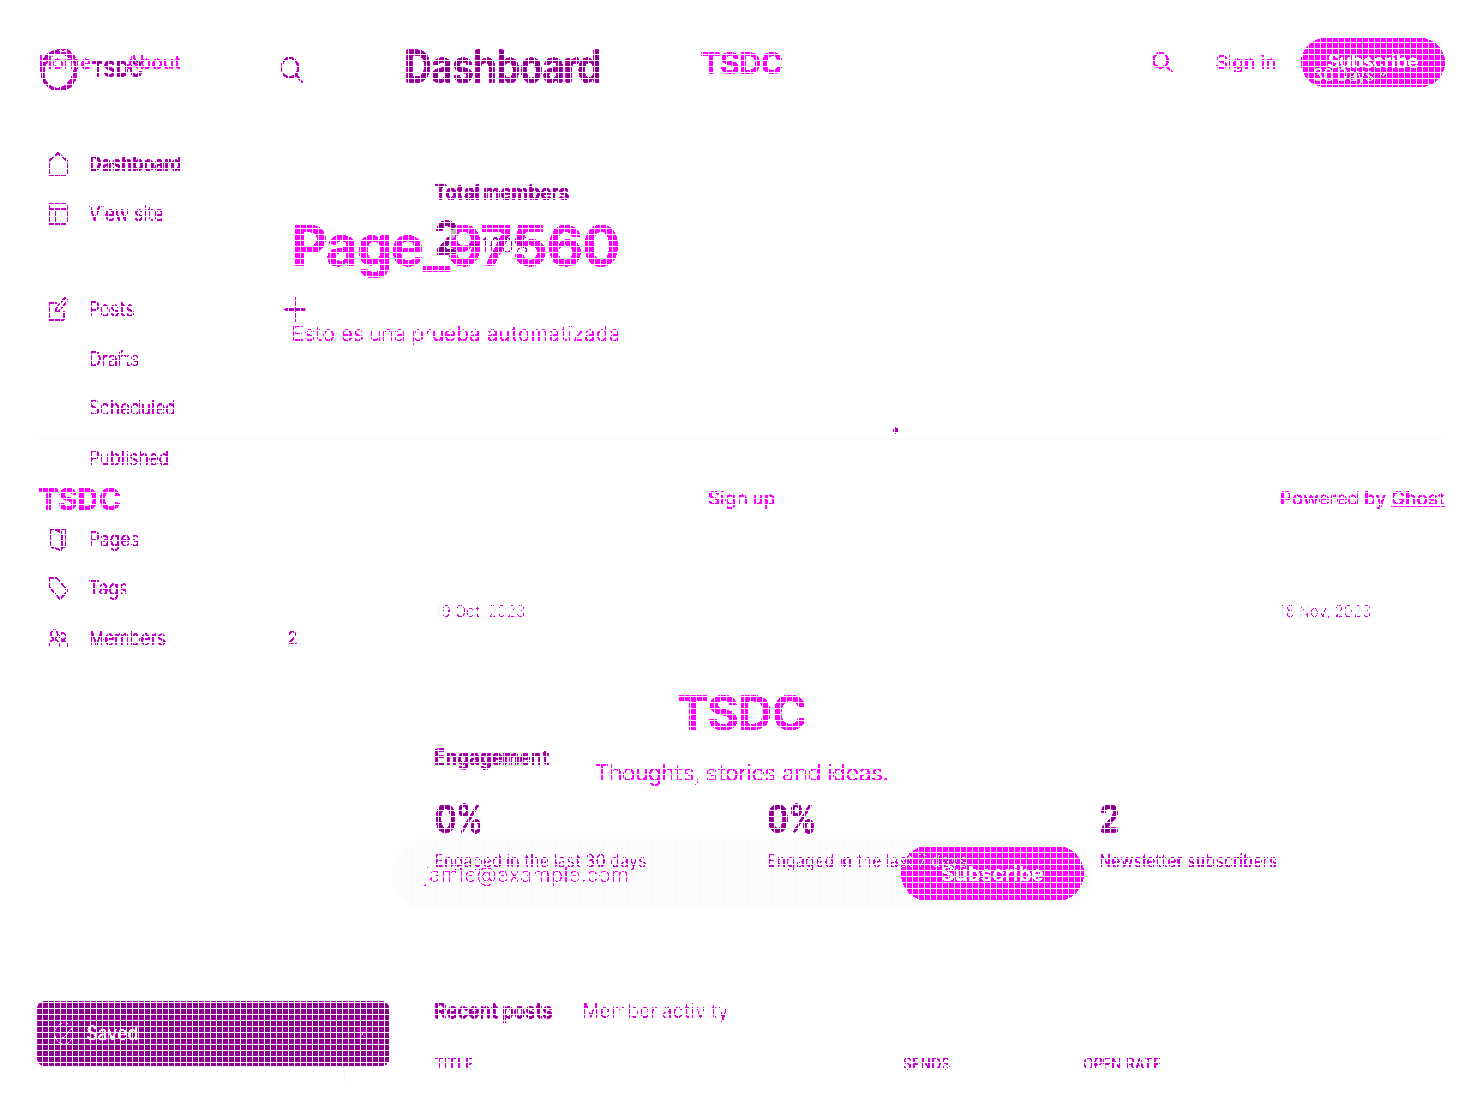 Home About
TSDC
Dashboard
TSDC
Sign in
Subscribe
Dashboard
Total members
View site
2
Page_97560
Posts
Esto es una prueba automatizada
Drafts
Scheduled
Published
TSDC
Sign up
Powered by Ghost
Pages
Tags
19 Oct, 2023
18 Nov, 2023
Members 2
TSDC
Engagement
Thoughts, stories and ideas.
0% 0% 2
Engaged in the last 30 days
Engaged in the last 7 days
Newsletter subscribers
jamie@example.com
Subscribe
Recent posts Member activity
Saved
TITLE SENDS OPEN RATE